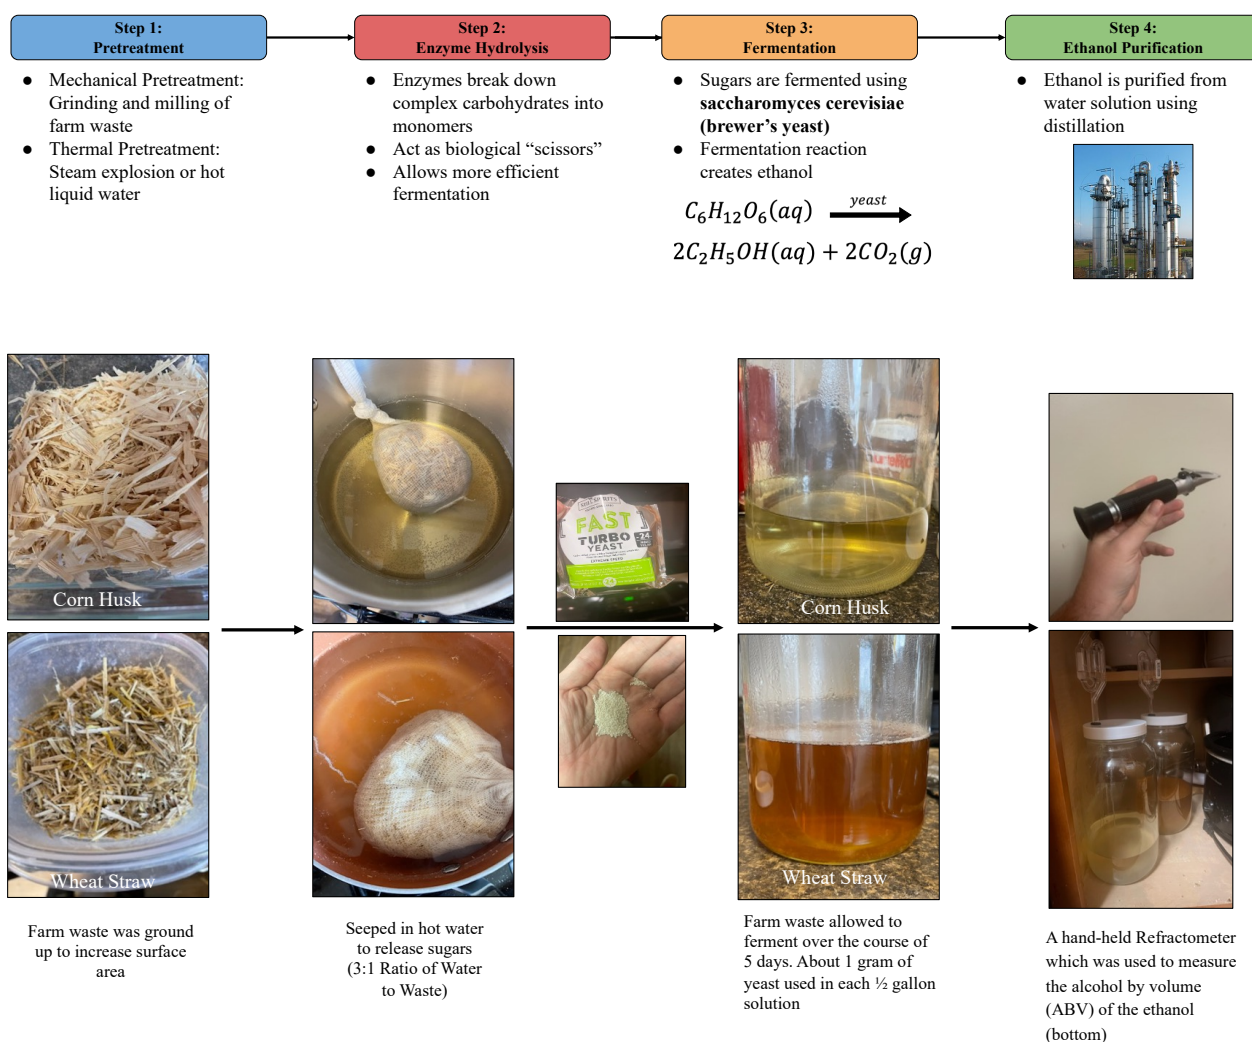 Step 1:
Pretreatment
Step 2:
Enzyme Hydrolysis
Step 3:
Fermentation
Step 4:
Ethanol Purification
● Mechanical Pretreatment:
Grinding and milling of
farm waste
● Thermal Pretreatment:
Steam explosion or hot
liquid water
● Enzymes break down
complex carbohydrates into
monomers
● Act as biological “scissors”
● Allows more efficient
fermentation
● Sugars are fermented using
saccharomyces cerevisiae
(brewer’s yeast)
● Fermentation reaction
creates ethanol
C₆H₁₂O₆(aq) yeast
2C₂H₅OH(aq) + 2CO₂(g)
● Ethanol is purified from
water solution using
distillation
Corn Husk
Wheat Straw
FAST
TURBO
YEAST
24
Corn Husk
Wheat Straw
Farm waste was ground
up to increase surface
area
Seeped in hot water
to release sugars
(3:1 Ratio of Water
to Waste)
Farm waste allowed to
ferment over the course of
5 days. About 1 gram of
yeast used in each ½ gallon
solution
A hand-held Refractometer
which was used to measure
the alcohol by volume
(ABV) of the ethanol
(bottom)